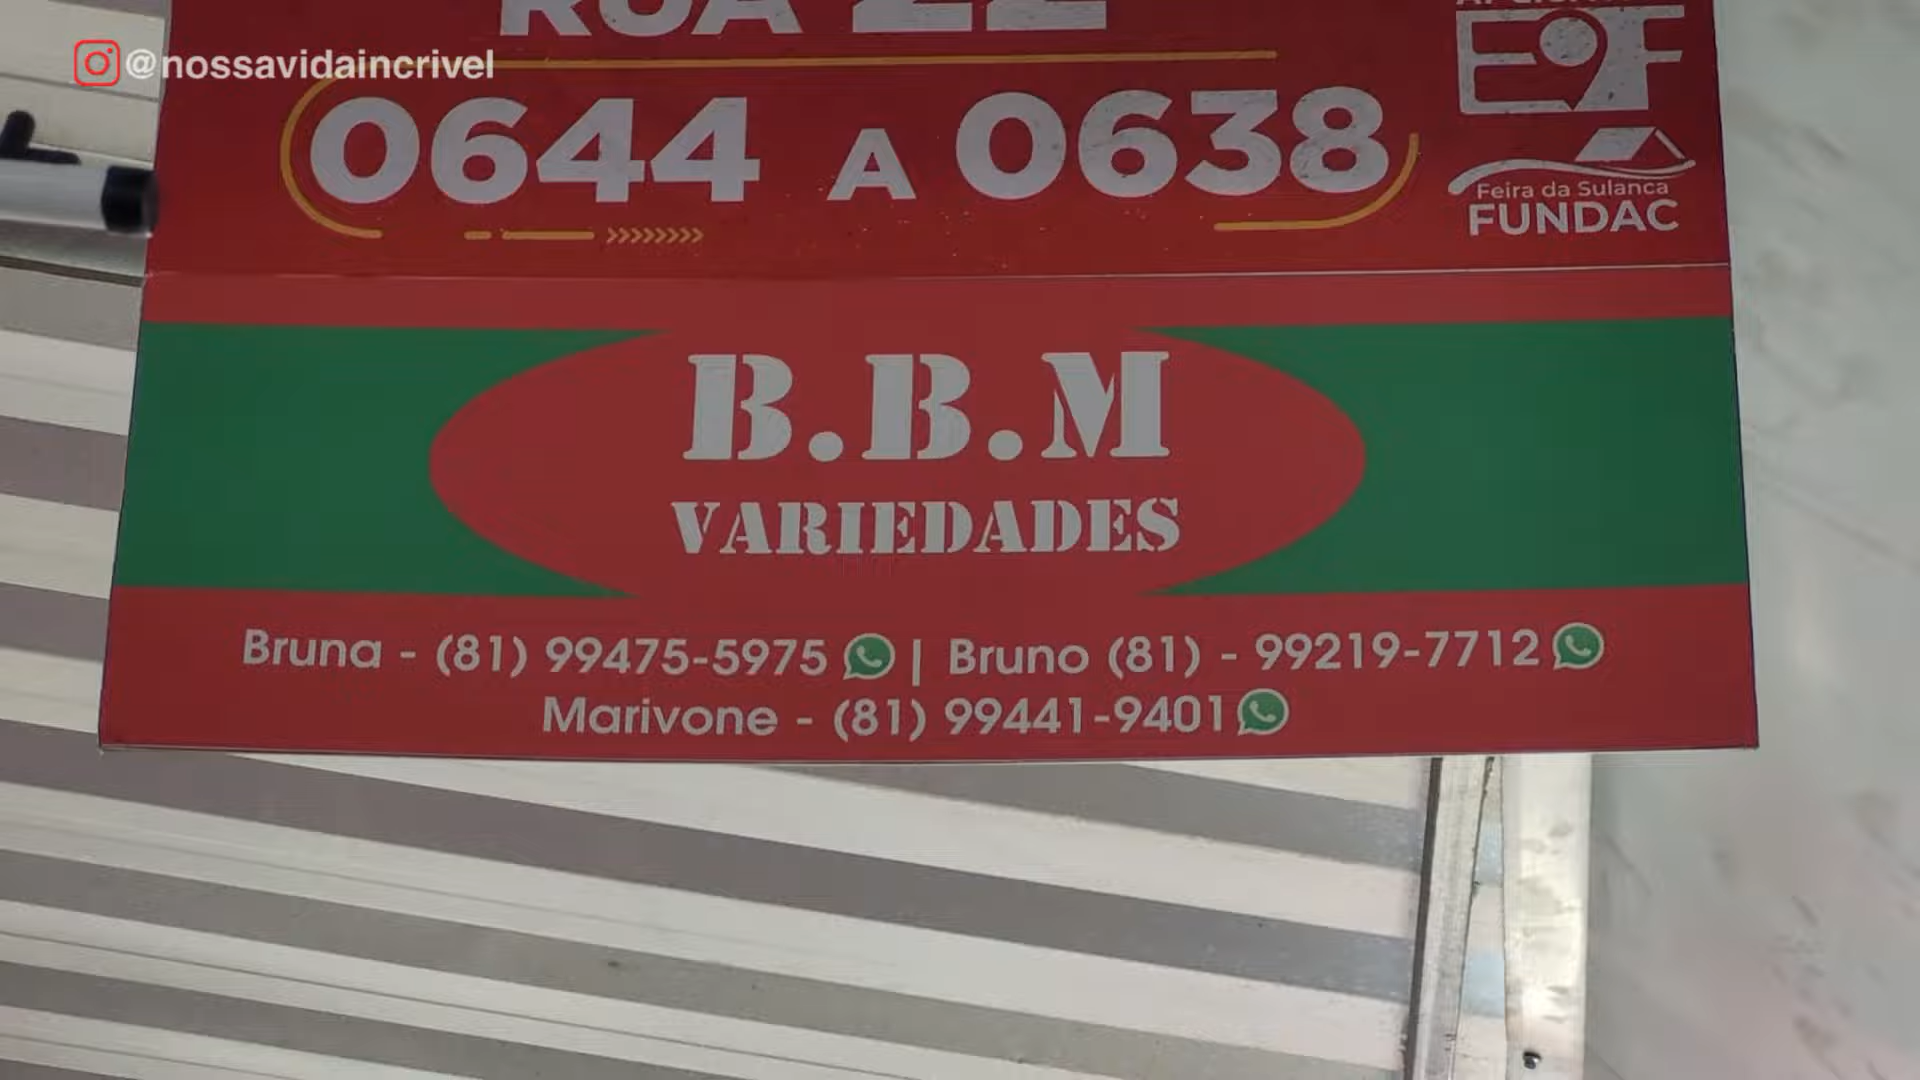 RUA 22
@nossavidaincrivel
0644 A 0638
Feira da Sulanca
FUNDAC
B.B.M
VARIEDADES
Bruna - (81) 99475-5975 | Bruno (81) - 99219-7712
Marivone - (81) 99441-9401